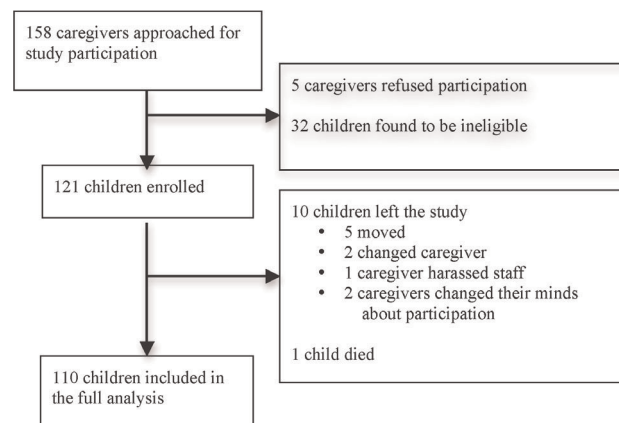 158 caregivers approached for
study participation
5 caregivers refused participation
32 children found to be ineligible
121 children enrolled
10 children left the study
• 5 moved
• 2 changed caregiver
• 1 caregiver harassed staff
• 2 caregivers changed their minds
about participation
1 child died
110 children included in
the full analysis